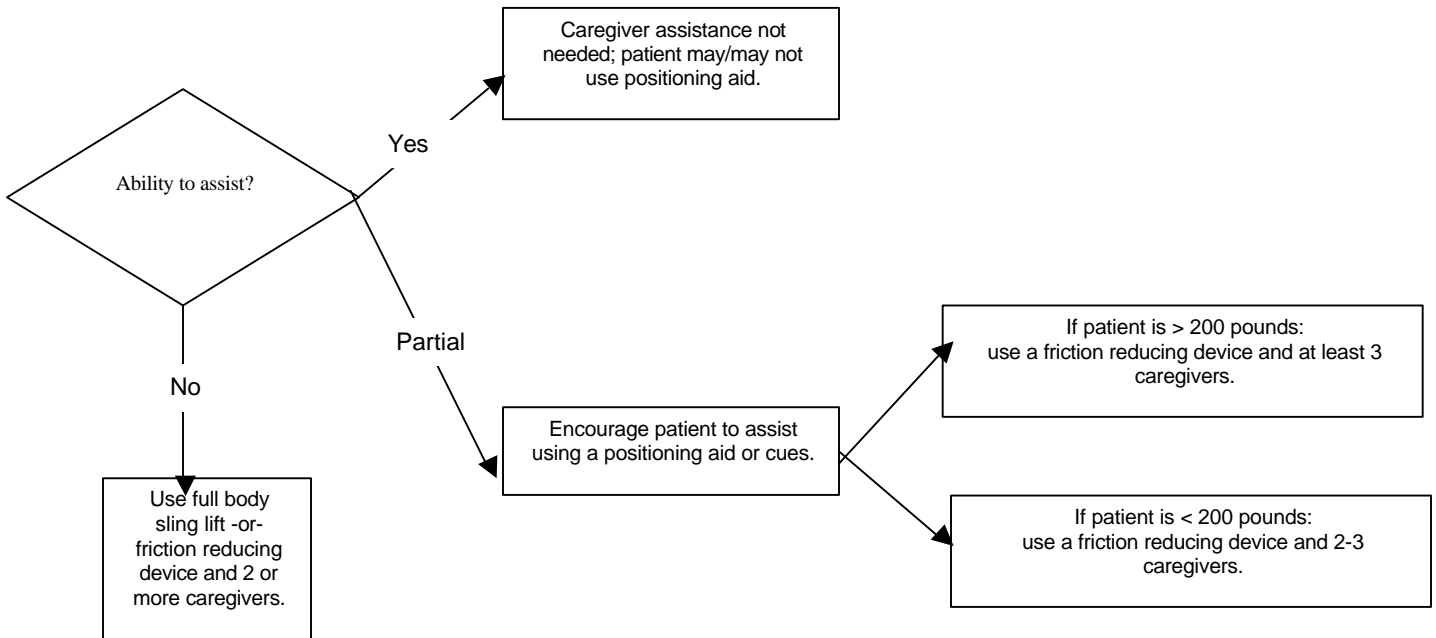 Caregiver assistance not
needed; patient may/may not
use positioning aid.
Yes
Ability to assist?
Partial
No
If patient is > 200 pounds:
use a friction reducing device and at least 3
caregivers.
Encourage patient to assist
using a positioning aid or cues.
Use full body
sling lift -or-
friction reducing
device and 2 or
more caregivers.
If patient is < 200 pounds:
use a friction reducing device and 2-3
caregivers.